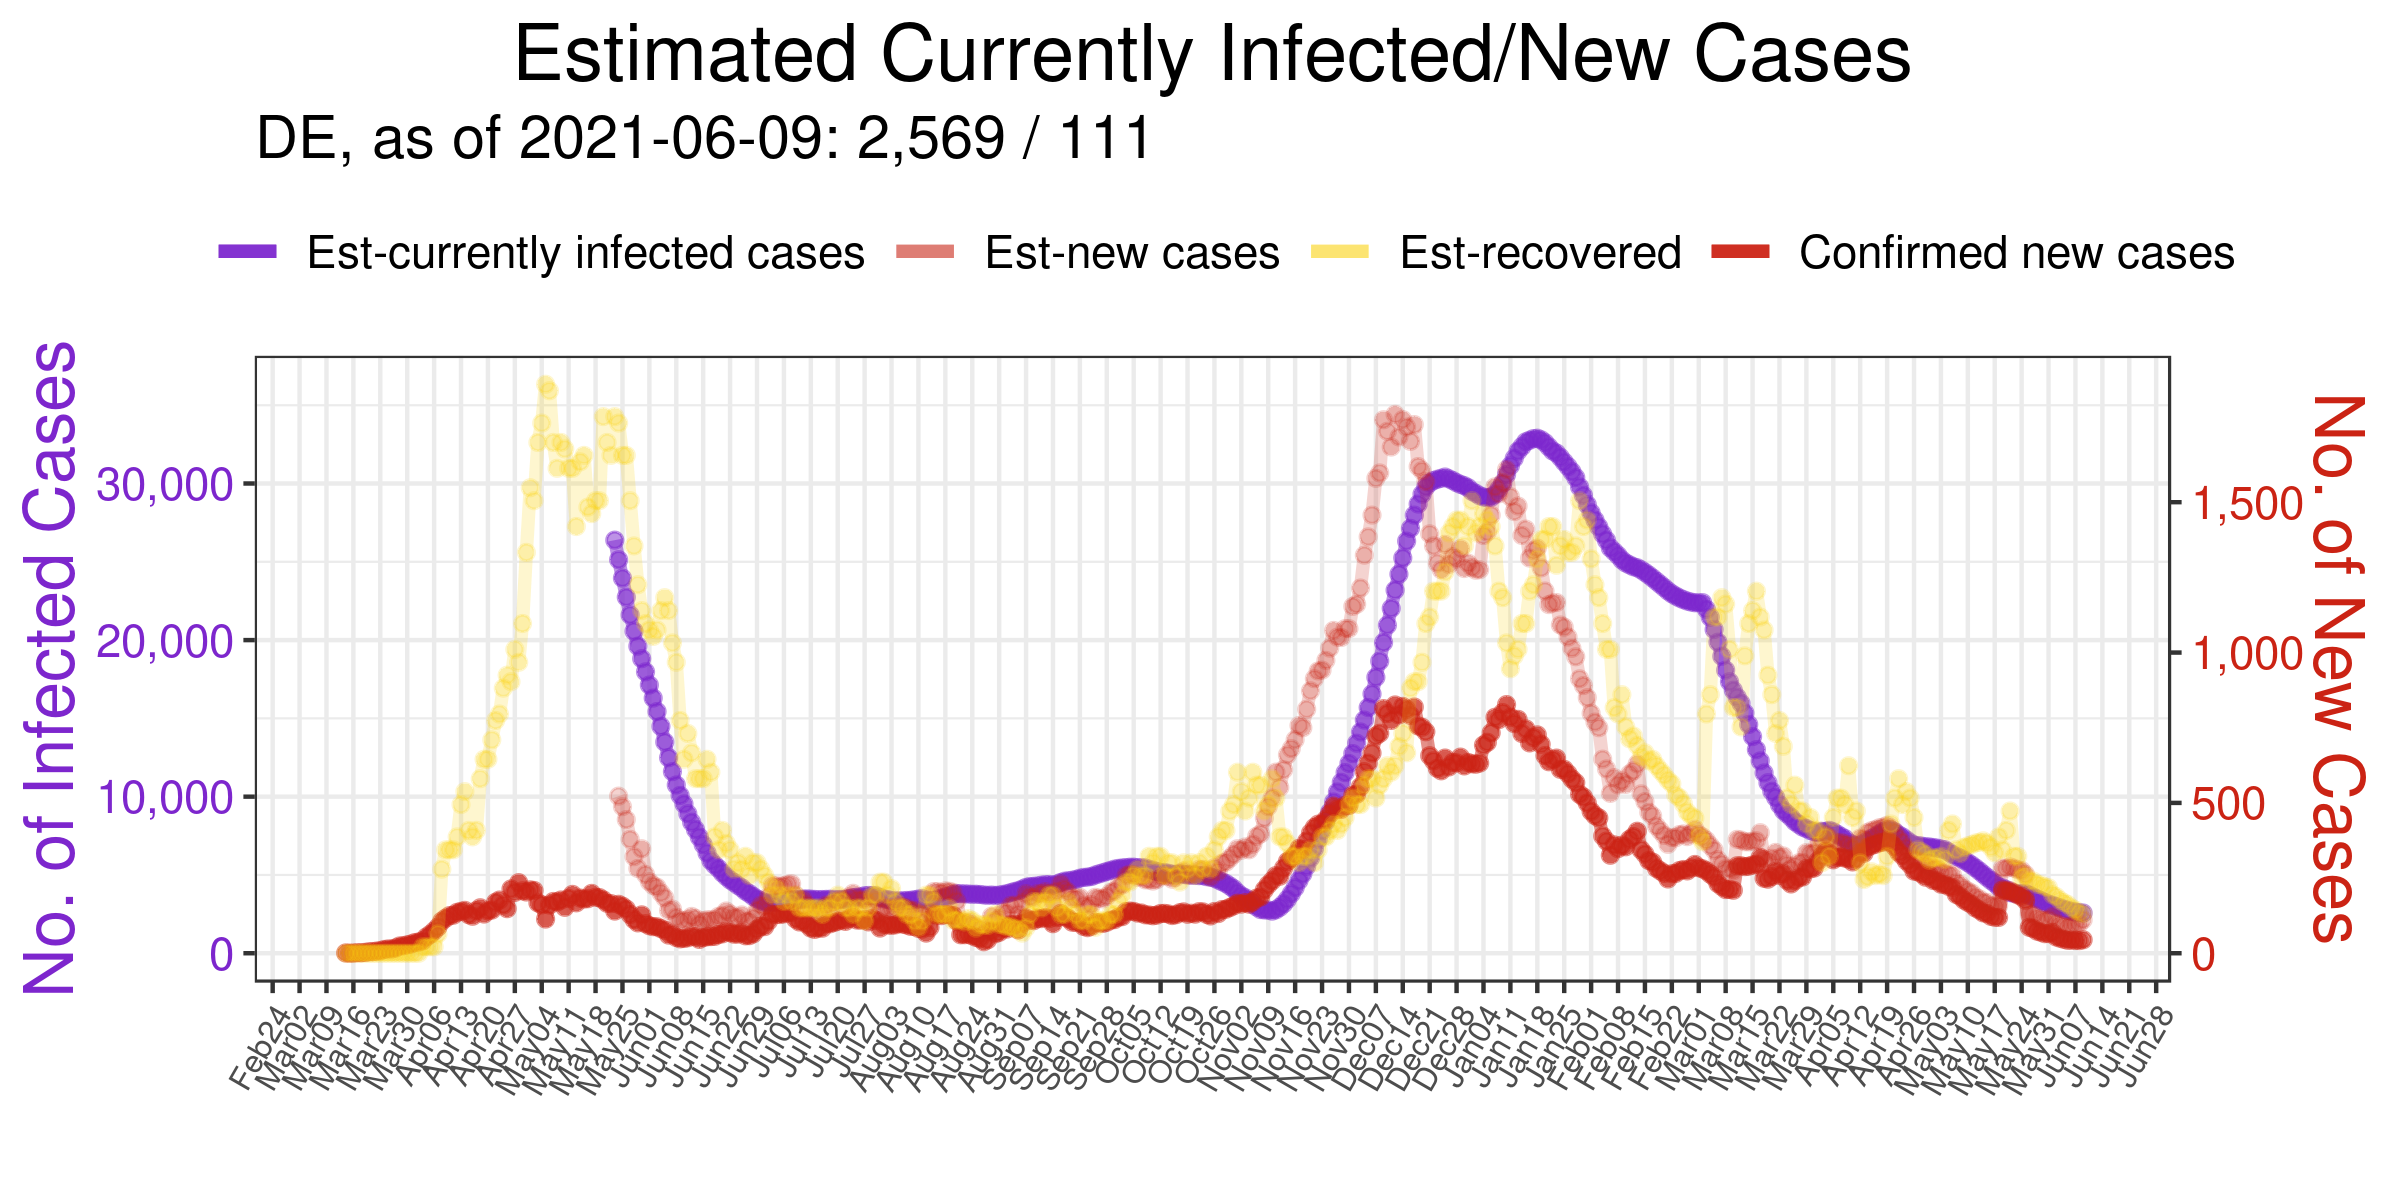 Estimated Currently Infected/New Cases
DE, as of 2021-06-09: 2,569 / 111
Est-currently infected cases Est-new cases Est-recovered Confirmed new cases
No. of Infected Cases
30,000
20,000
10,000
0
1,500
1,000
500
0
No. of New Cases
Feb24 Mar02 Mar09 Mar16 Mar23 Mar30 Apr06 Apr13 Apr20 Apr27 May04 May11 May18 May25 Jun01 Jun08 Jun15 Jun22 Jun29 Jul06 Jul13 Jul20 Jul27 Aug03 Aug10 Aug17 Aug24 Aug31 Sep07 Sep14 Sep21 Sep28 Oct05 Oct12 Oct19 Oct26 Nov02 Nov09 Nov16 Nov23 Nov30 Dec07 Dec14 Dec21 Dec28 Jan04 Jan11 Jan18 Jan25 Feb01 Feb08 Feb15 Feb22 Mar01 Mar08 Mar15 Mar22 Mar29 Apr05 Apr12 Apr19 Apr26 May03 May10 May17 May24 May31 Jun07 Jun14 Jun21 Jun28